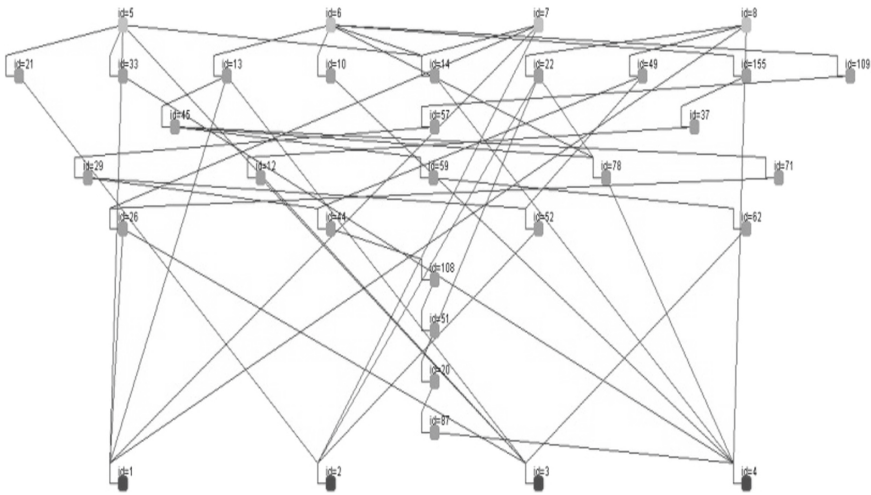 id=5 id=6 id=7 id=8
id=21 id=33 id=13 id=10 id=14 id=22 id=49 id=155 id=109
id=45 id=57 id=37
id=29 id=12 id=59 id=78 id=71
id=26 id=44 id=52 id=62
id=108
id=51
id=20
id=87
id=1 id=2 id=3 id=4